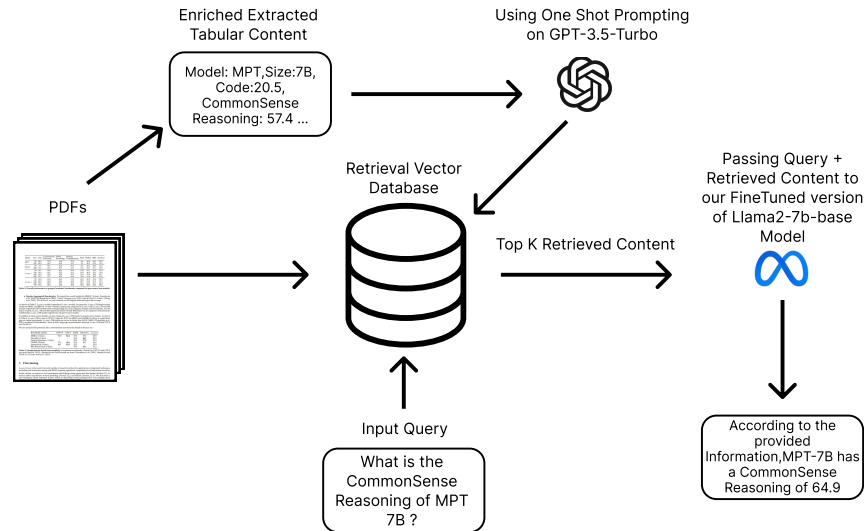 Enriched Extracted
Tabular Content
Model: MPT,Size:7B,
Code:20.5,
CommonSense
Reasoning: 57.4 ...
Using One Shot Prompting
on GPT-3.5-Turbo
PDFs
Retrieval Vector
Database
Top K Retrieved Content
Passing Query +
Retrieved Content to
our FineTuned version
of Llama2-7b-base
Model
Input Query
What is the
CommonSense
Reasoning of MPT
7B ?
According to the
provided
Information,MPT-7B has
a CommonSense
Reasoning of 64.9